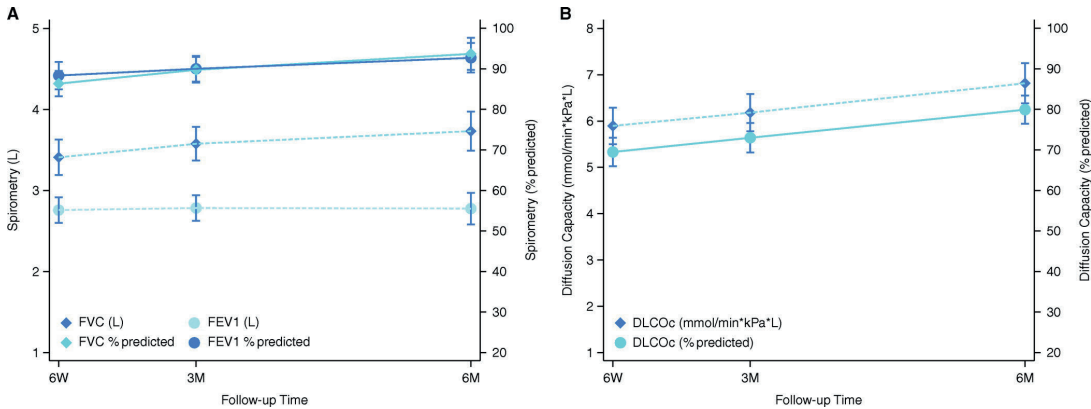 A
5
4
3
2
1
Spirometry (L)
100
90
80
70
60
50
40
30
20
Spirometry (% predicted)
FVC (L)
FEV1 (L)
FVC % predicted
FEV1 % predicted
6W
3M
6M
Follow-up Time
B
8
7
6
5
4
3
2
1
Diffusion Capacity (mmol/min*kPa*L)
100
90
80
70
60
50
40
30
20
Diffusion Capacity (% predicted)
DLCOc (mmol/min*kPa*L)
DLCOc (% predicted)
6W
3M
6M
Follow-up Time